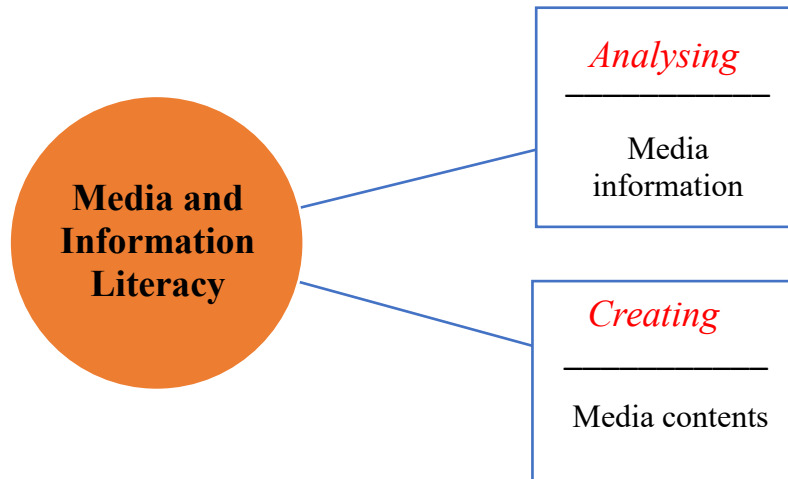 Media and
Information
Literacy
Analysing
Media
information
Creating
Media contents